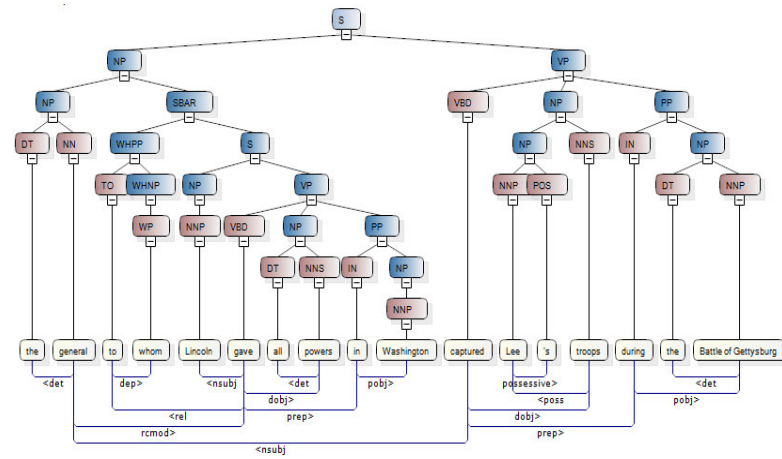 S
NP VP
NP SBAR VBD NP PP
DT NN WHPP S NP NNS IN NP
TO WHNP NP VP NNP POS DT NNP
WP NNP VBD NP PP
DT NNS IN NP
NNP
the general to whom Lincoln gave all powers in Washington captured Lee 's troops during the Battle of Gettysburg
<det dep> <nsubj <det pobj> possessive> <det
dobj> <poss pobj>
<rel prep> dobj>
rcmod> prep>
<nsubj